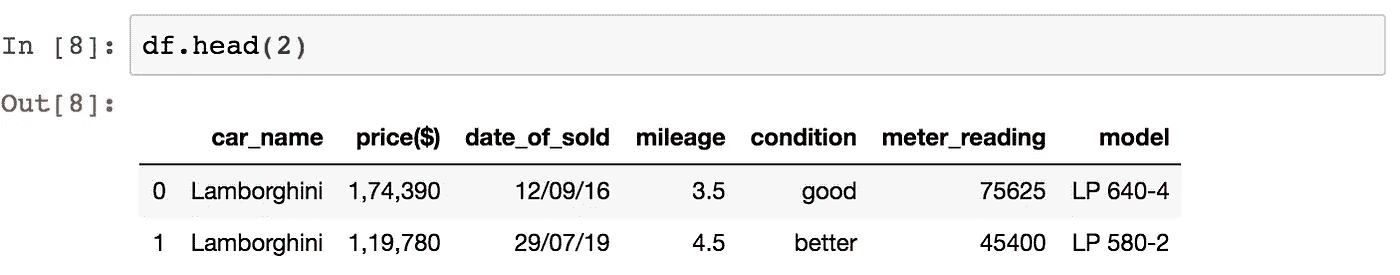 In [8]: df.head(2)
Out[8]:
car_name price($) date_of_sold mileage condition meter_reading model
0 Lamborghini 1,74,390 12/09/16 3.5 good 75625 LP 640-4
1 Lamborghini 1,19,780 29/07/19 4.5 better 45400 LP 580-2